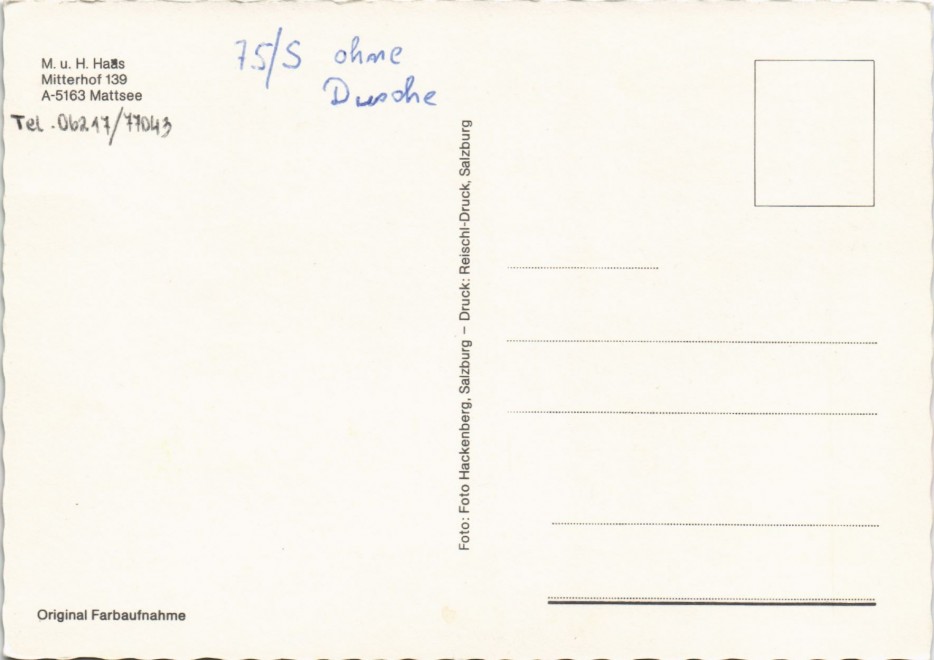 M. u. H. Haas
Mitterhof 139
A-5163 Mattsee
Tel. 06217/77043
75/S ohne
Dusche
Foto: Foto Hackenberg, Salzburg – Druck: Reischl-Druck, Salzburg
Original Farbaufnahme